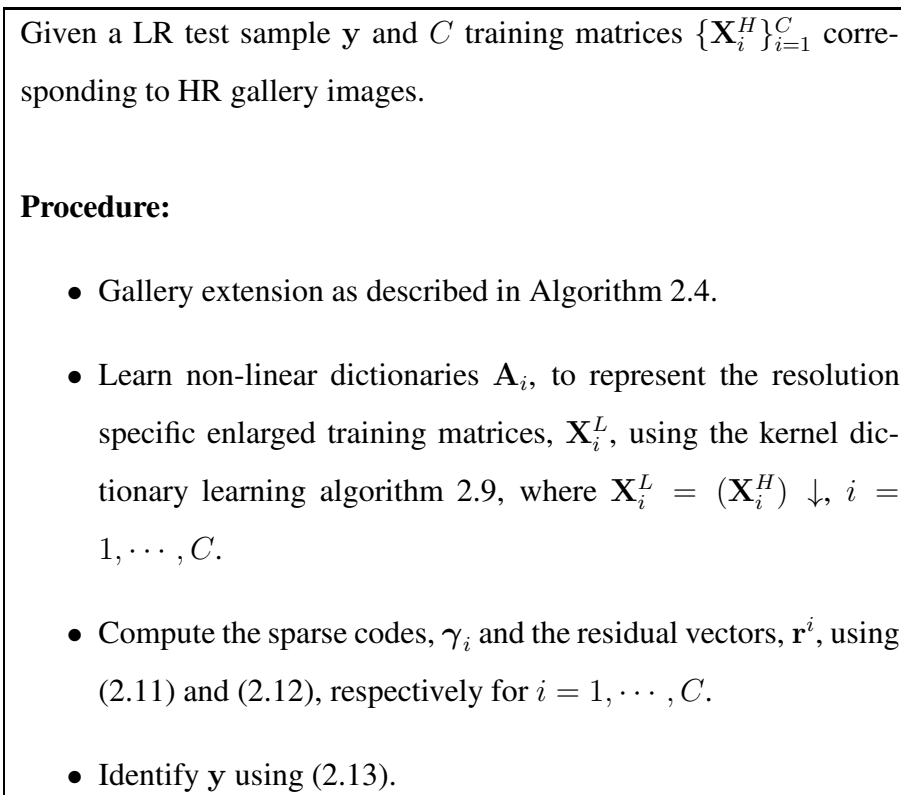 Given a LR test sample y and C training matrices {X_i^H}_{i=1}^C corre-
sponding to HR gallery images.
Procedure:
• Gallery extension as described in Algorithm 2.4.
• Learn non-linear dictionaries A_i, to represent the resolution
specific enlarged training matrices, X_i^L, using the kernel dic-
tionary learning algorithm 2.9, where X_i^L = (X_i^H) ↓, i =
1, ⋯ , C.
• Compute the sparse codes, γ_i and the residual vectors, r^i, using
(2.11) and (2.12), respectively for i = 1, ⋯ , C.
• Identify y using (2.13).